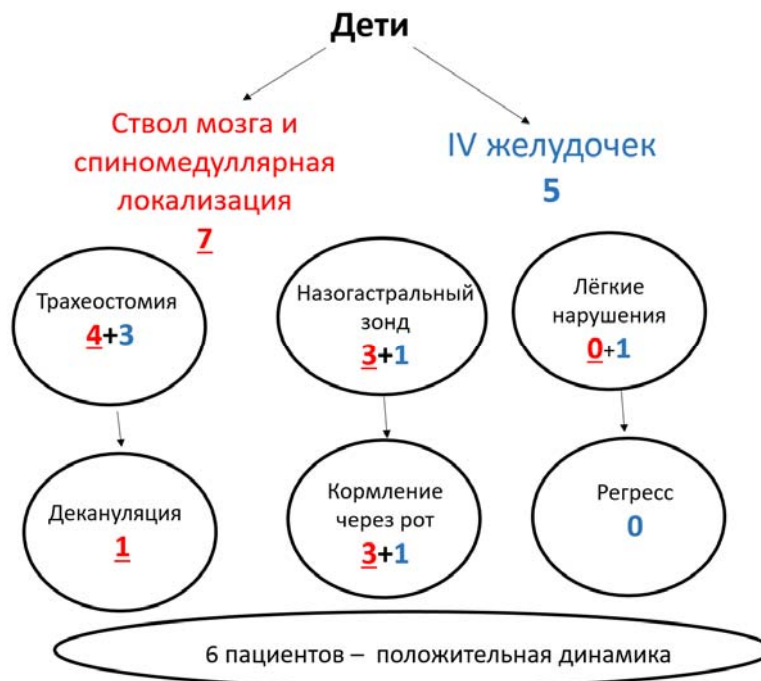 Дети
Ствол мозга и
спиномедуллярная
локализация
7
IV желудочек
5
Трахеостомия
4+3
Назогастральный
зонд
3+1
Лёгкие
нарушения
0+1
Декануляция
1
Кормление
через рот
3+1
Регресс
0
6 пациентов – положительная динамика